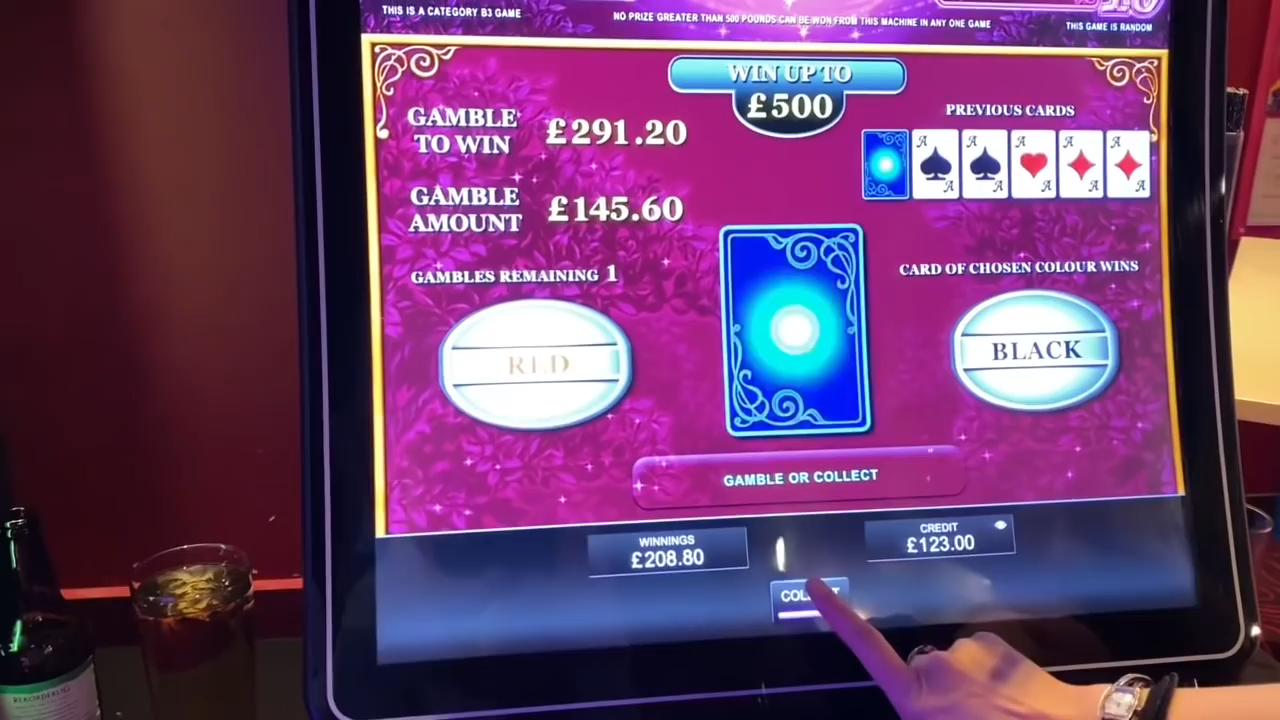 THIS IS A CATEGORY B3 GAME
NO PRIZE GREATER THAN 500 POUNDS CAN BE WON FROM THIS MACHINE IN ANY ONE GAME
THIS GAME IS RANDOM
WIN UP TO
£500
GAMBLE
TO WIN
£291.20
GAMBLE
AMOUNT
£145.60
GAMBLES REMAINING 1
PREVIOUS CARDS
A A A A A
A A A A A
CARD OF CHOSEN COLOUR WINS
RED
BLACK
GAMBLE OR COLLECT
WINNINGS
£208.80
CREDIT
£123.00
REKORDERLIG